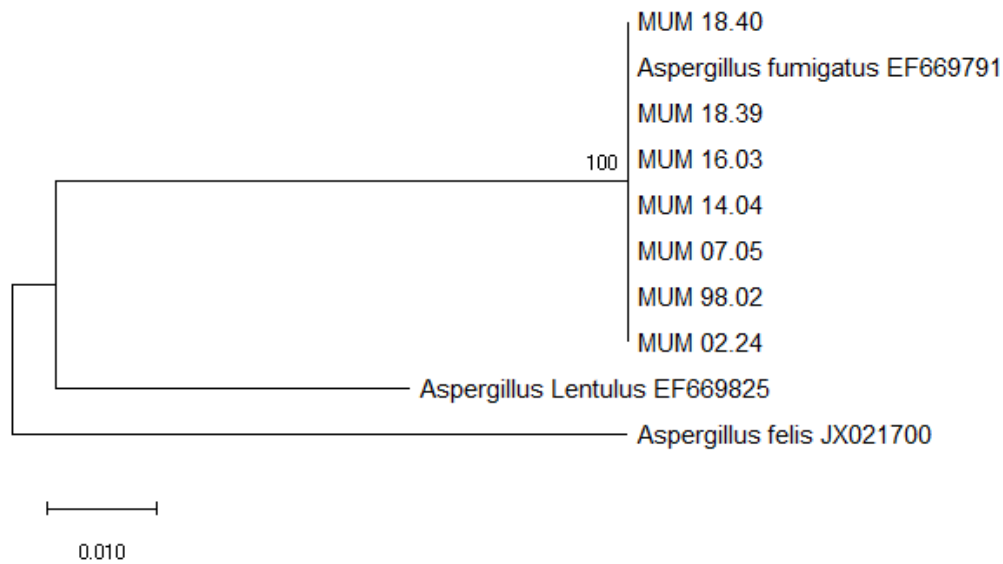 MUM 18.40
Aspergillus fumigatus EF669791
MUM 18.39
100
MUM 16.03
MUM 14.04
MUM 07.05
MUM 98.02
MUM 02.24
Aspergillus Lentulus EF669825
Aspergillus felis JX021700
0.010